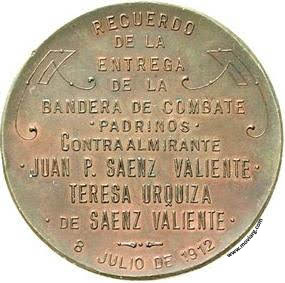 RECUERDO
DE LA
ENTREGA
DE LA
BANDERA DE COMBATE
·PADRINOS·
CONTRAALMIRANTE
·JUAN P. SAENZ VALIENTE·
TERESA URQUIZA
·DE SAENZ VALIENTE·
8 JULIO DE 1912
www.moviarg.com